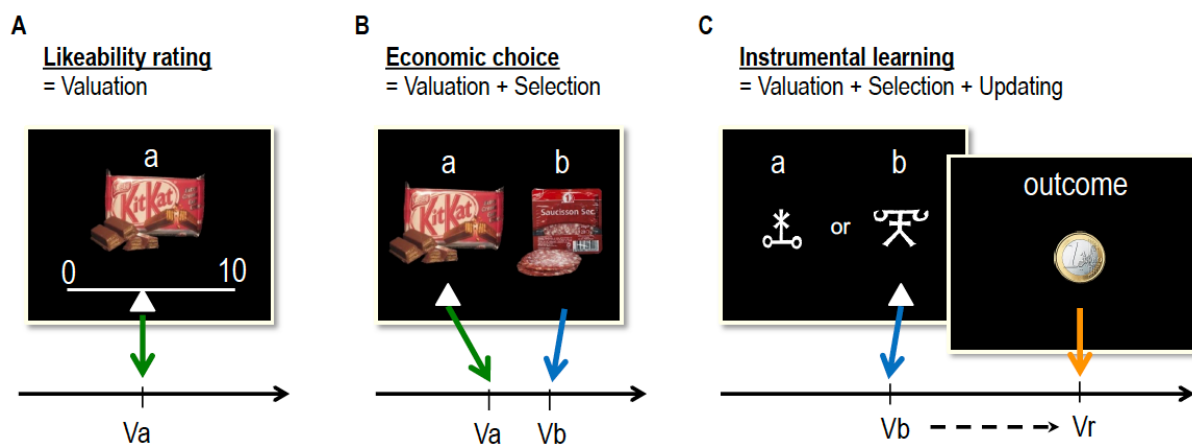 A
Likeability rating
= Valuation
a
KitKat
0
10
Va
B
Economic choice
= Valuation + Selection
a
b
KitKat
Saucisson Sec
Va
Vb
C
Instrumental learning
= Valuation + Selection + Updating
a
b
or
outcome
1
Vb
Vr